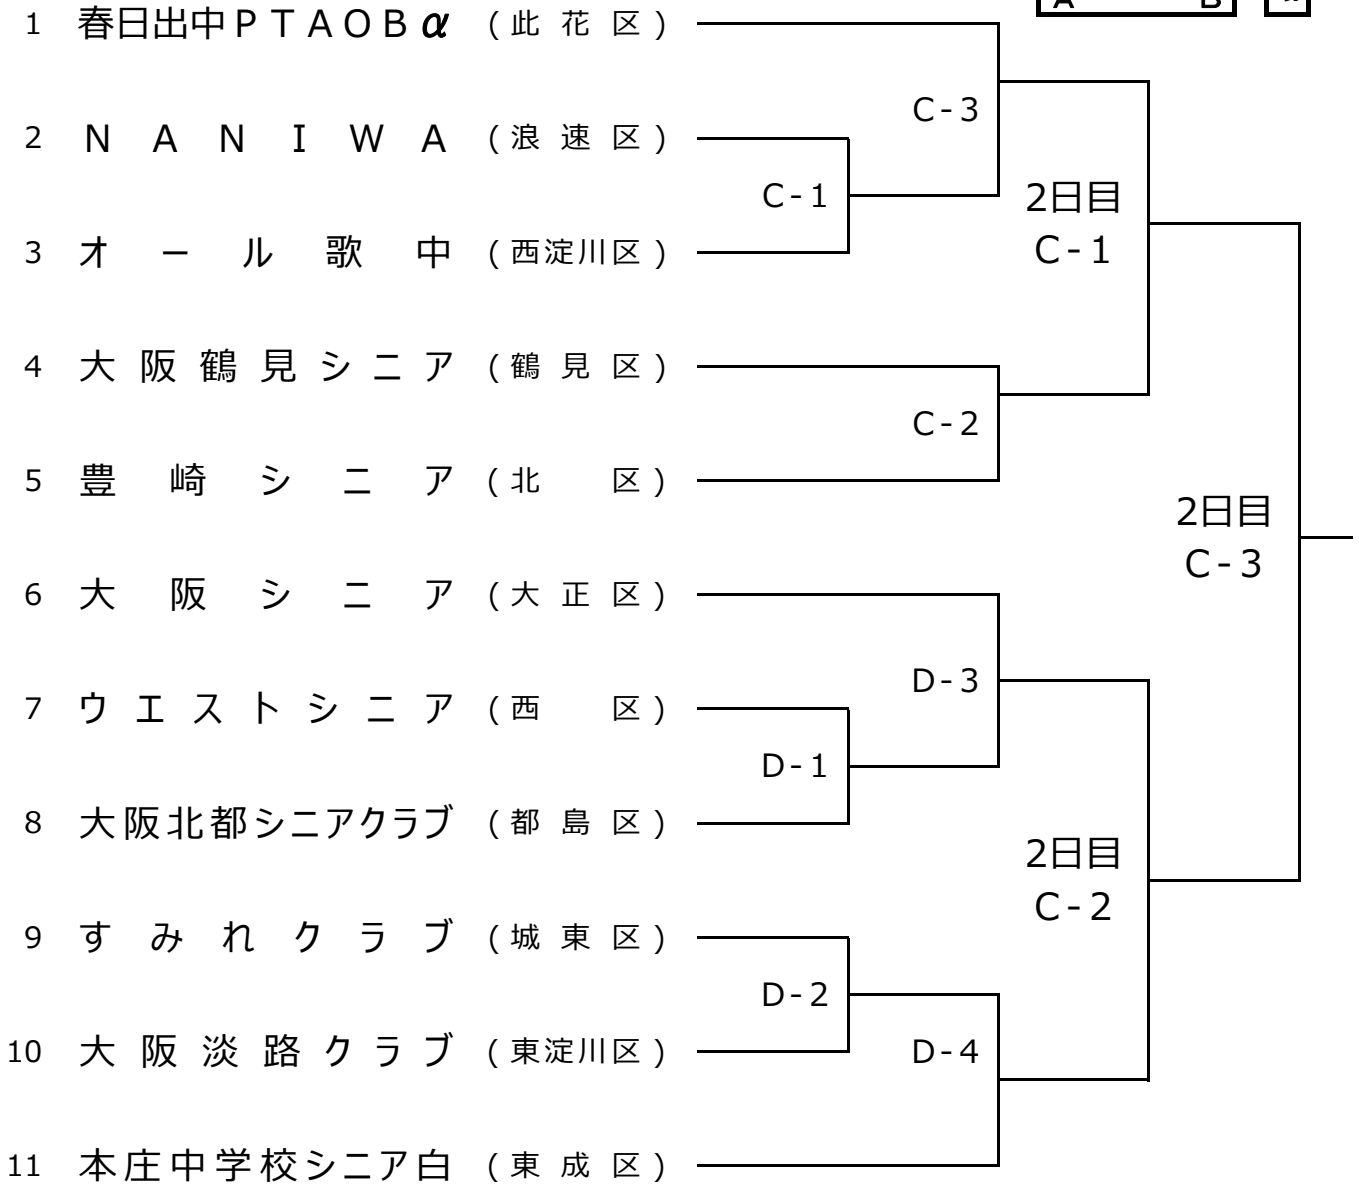 A B
1 春日出中ＰＴＡＯＢα (此花区)
C-3
2 ＮＡＮＩＷＡ (浪速区)
C-1
2日目
C-1
3 オール歌中 (西淀川区)
4 大阪鶴見シニア (鶴見区)
C-2
5 豊崎シニア (北区)
2日目
C-3
6 大阪シニア (大正区)
D-3
7 ウエストシニア (西区)
D-1
8 大阪北都シニアクラブ (都島区)
2日目
C-2
9 すみれクラブ (城東区)
D-2
10 大阪淡路クラブ (東淀川区)
D-4
11 本庄中学校シニア白 (東成区)